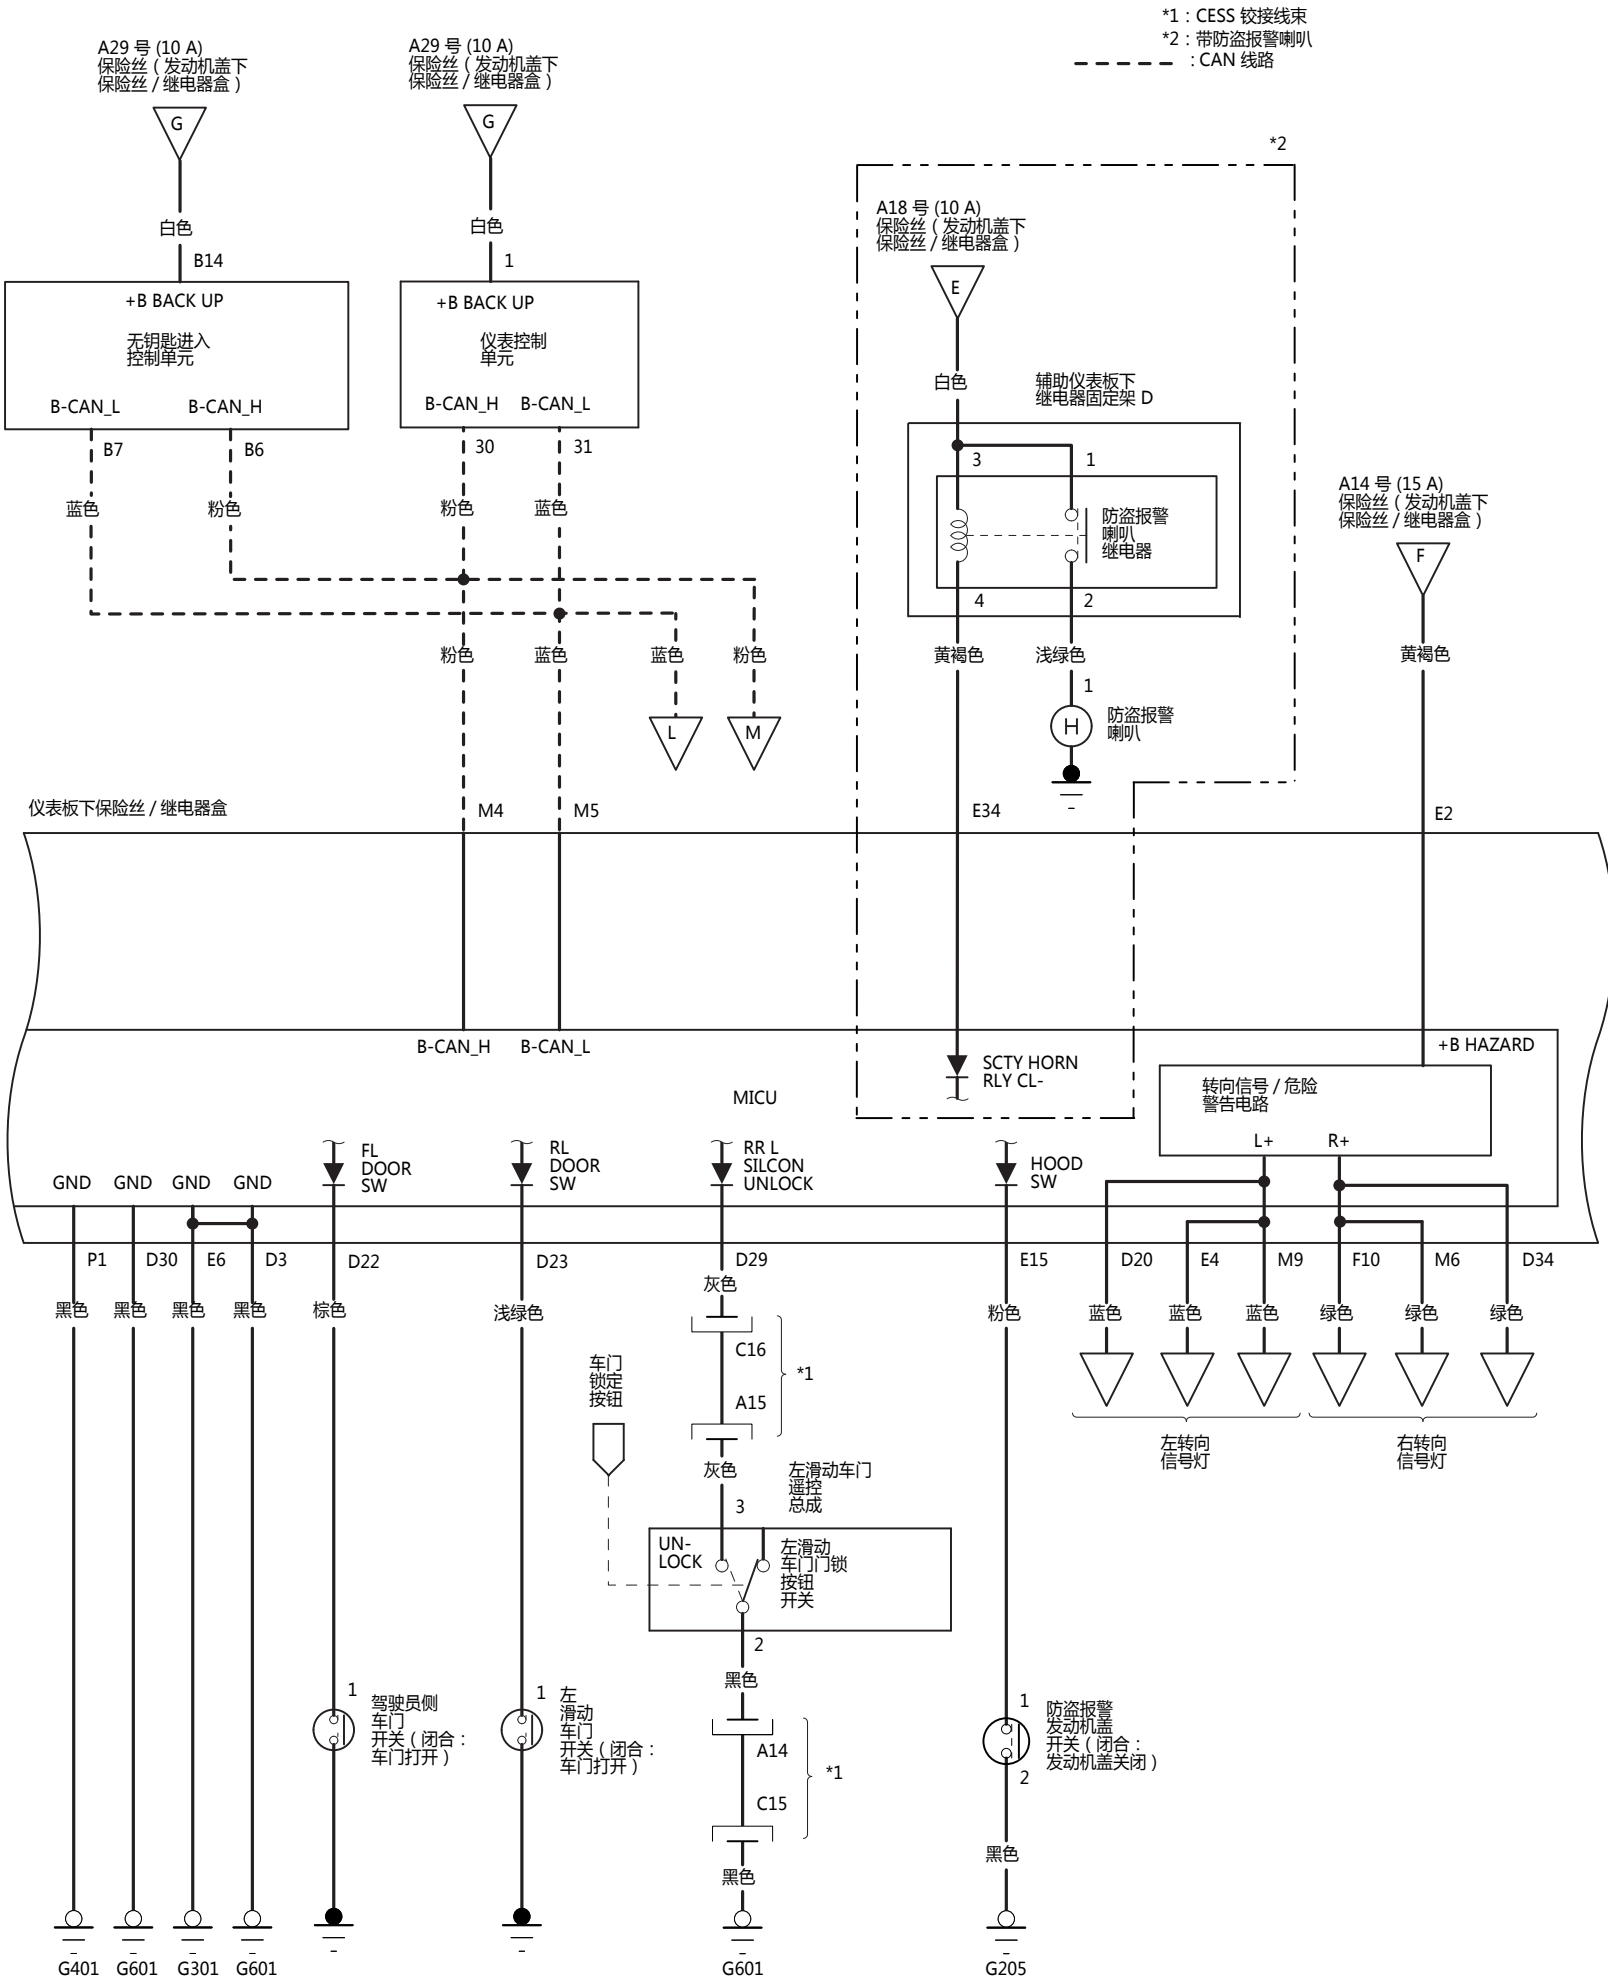 *1：CESS 铰接线束
*2：带防盗报警喇叭
：CAN 线路
A29 号 (10 A)
保险丝（发动机盖下
保险丝 / 继电器盒）
G
白色
B14
+B BACK UP
无钥匙进入
控制单元
B-CAN_L
B-CAN_H
B7
B6
蓝色
粉色
A29 号 (10 A)
保险丝（发动机盖下
保险丝 / 继电器盒）
G
白色
1
+B BACK UP
仪表控制
单元
B-CAN_H
B-CAN_L
30
31
粉色
蓝色
粉色
蓝色
蓝色
粉色
L
M
*2
A18 号 (10 A)
保险丝（发动机盖下
保险丝 / 继电器盒）
E
白色
辅助仪表板下
继电器固定架 D
3
1
防盗报警
喇叭
继电器
4
2
黄褐色
浅绿色
1
H
防盗报警
喇叭
A14 号 (15 A)
保险丝（发动机盖下
保险丝 / 继电器盒）
F
黄褐色
仪表板下保险丝 / 继电器盒
M4
M5
E34
E2
B-CAN_H
B-CAN_L
MICU
SCTY HORN
RLY CL-
+B HAZARD
转向信号 / 危险
警告电路
L+
R+
GND
GND
GND
GND
FL
DOOR
SW
RL
DOOR
SW
RR L
SILCON
UNLOCK
HOOD
SW
P1
D30
E6
D3
D22
D23
D29
E15
D20
E4
M9
F10
M6
D34
黑色
黑色
黑色
黑色
棕色
浅绿色
灰色
粉色
蓝色
蓝色
蓝色
绿色
绿色
绿色
C16
A15
*1
车门
锁定
按钮
左转向
信号灯
右转向
信号灯
灰色
左滑动车门
遥控
总成
3
UN-
LOCK
左滑动
车门门锁
按钮
开关
2
黑色
A14
C15
*1
黑色
1
驾驶员侧
车门
开关（闭合：
车门打开）
1
左
滑动
车门
开关（闭合：
车门打开）
1
防盗报警
发动机盖
开关（闭合：
发动机盖关闭）
2
黑色
G401
G601
G301
G601
G601
G205